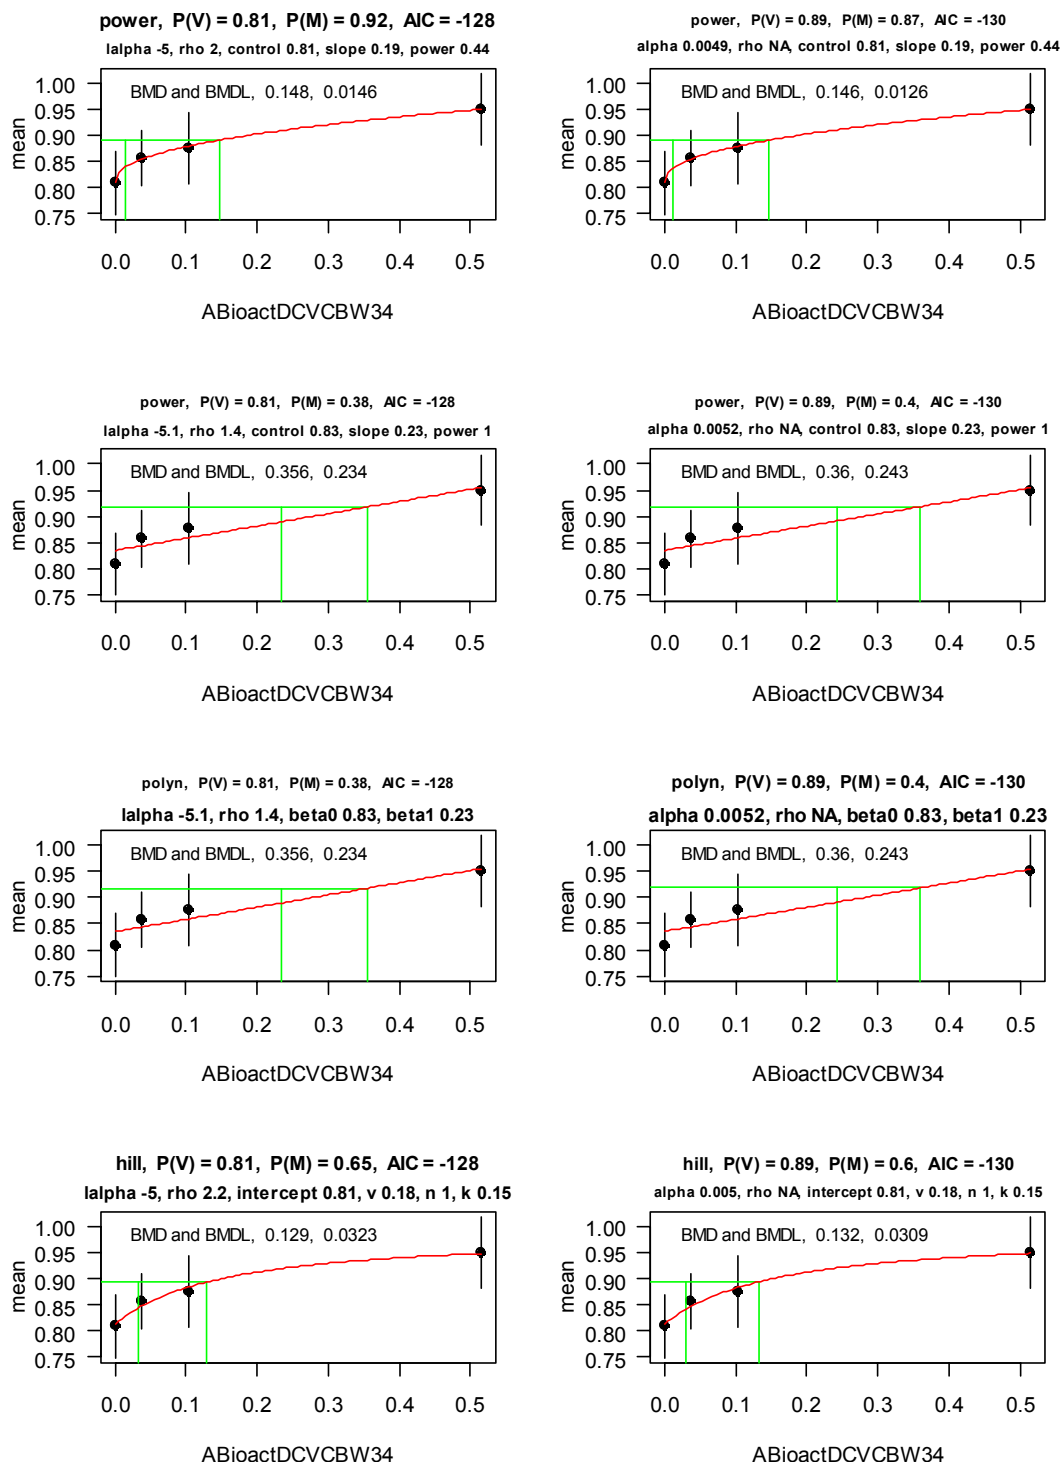 power, P(V) = 0.81, P(M) = 0.92, AIC = -128
lalpha -5, rho 2, control 0.81, slope 0.19, power 0.44
BMD and BMDL, 0.148, 0.0146
mean
1.00
0.95
0.90
0.85
0.80
0.75
0.0 0.1 0.2 0.3 0.4 0.5
ABioactDCVCBW34
power, P(V) = 0.89, P(M) = 0.87, AIC = -130
alpha 0.0049, rho NA, control 0.81, slope 0.19, power 0.44
BMD and BMDL, 0.146, 0.0126
mean
1.00
0.95
0.90
0.85
0.80
0.75
0.0 0.1 0.2 0.3 0.4 0.5
ABioactDCVCBW34
power, P(V) = 0.81, P(M) = 0.38, AIC = -128
lalpha -5.1, rho 1.4, control 0.83, slope 0.23, power 1
BMD and BMDL, 0.356, 0.234
mean
1.00
0.95
0.90
0.85
0.80
0.75
0.0 0.1 0.2 0.3 0.4 0.5
ABioactDCVCBW34
power, P(V) = 0.89, P(M) = 0.4, AIC = -130
alpha 0.0052, rho NA, control 0.83, slope 0.23, power 1
BMD and BMDL, 0.36, 0.243
mean
1.00
0.95
0.90
0.85
0.80
0.75
0.0 0.1 0.2 0.3 0.4 0.5
ABioactDCVCBW34
polyn, P(V) = 0.81, P(M) = 0.38, AIC = -128
lalpha -5.1, rho 1.4, beta0 0.83, beta1 0.23
BMD and BMDL, 0.356, 0.234
mean
1.00
0.95
0.90
0.85
0.80
0.75
0.0 0.1 0.2 0.3 0.4 0.5
ABioactDCVCBW34
polyn, P(V) = 0.89, P(M) = 0.4, AIC = -130
alpha 0.0052, rho NA, beta0 0.83, beta1 0.23
BMD and BMDL, 0.36, 0.243
mean
1.00
0.95
0.90
0.85
0.80
0.75
0.0 0.1 0.2 0.3 0.4 0.5
ABioactDCVCBW34
hill, P(V) = 0.81, P(M) = 0.65, AIC = -128
lalpha -5, rho 2.2, intercept 0.81, v 0.18, n 1, k 0.15
BMD and BMDL, 0.129, 0.0323
mean
1.00
0.95
0.90
0.85
0.80
0.75
0.0 0.1 0.2 0.3 0.4 0.5
ABioactDCVCBW34
hill, P(V) = 0.89, P(M) = 0.6, AIC = -130
alpha 0.005, rho NA, intercept 0.81, v 0.18, n 1, k 0.15
BMD and BMDL, 0.132, 0.0309
mean
1.00
0.95
0.90
0.85
0.80
0.75
0.0 0.1 0.2 0.3 0.4 0.5
ABioactDCVCBW34